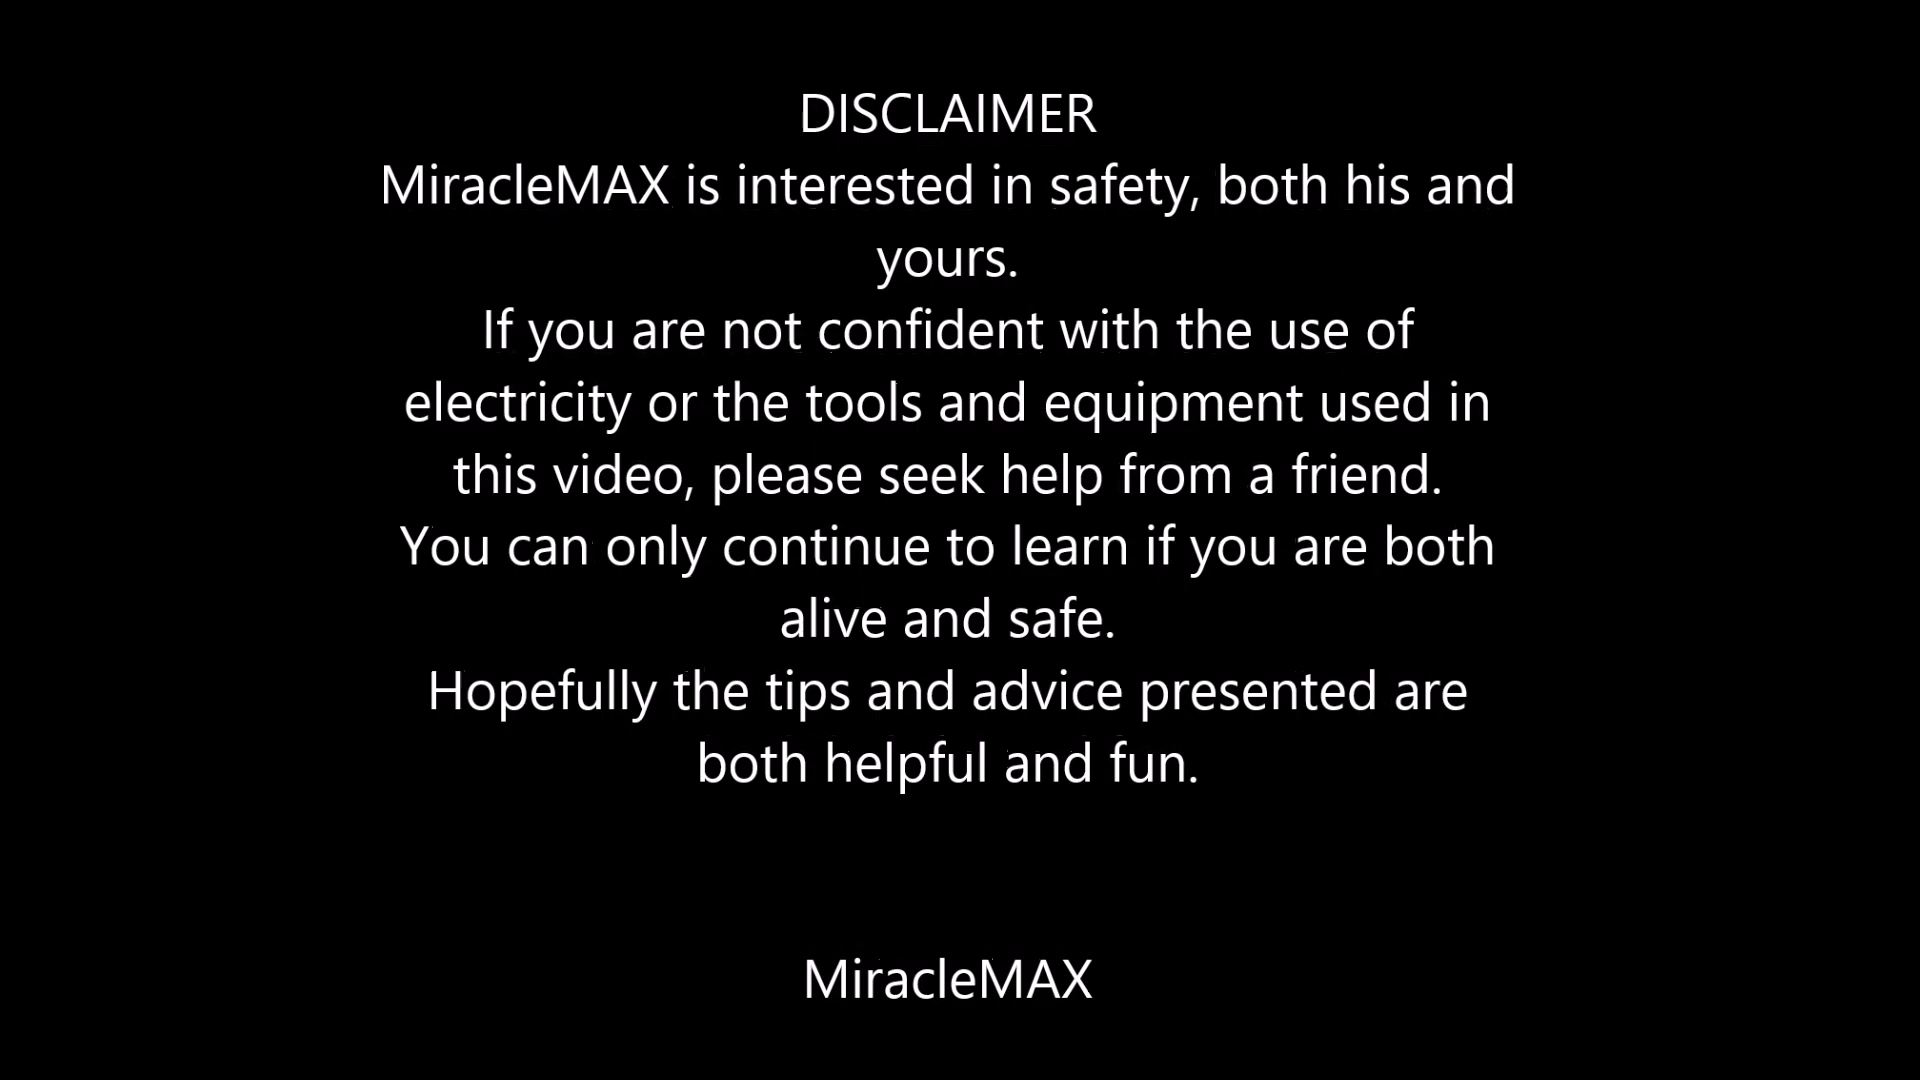 DISCLAIMER
MiracleMAX is interested in safety, both his and
yours.
If you are not confident with the use of
electricity or the tools and equipment used in
this video, please seek help from a friend.
You can only continue to learn if you are both
alive and safe.
Hopefully the tips and advice presented are
both helpful and fun.
MiracleMAX